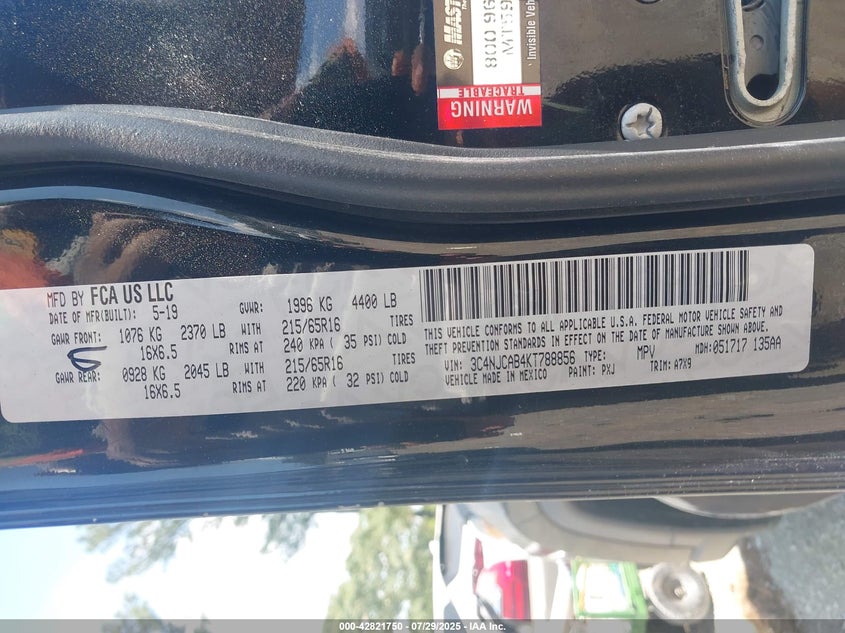 MAST
The
800 96
MT59
Invisible Veh
WARNING
TRACEABLE
MFD BY FCA US LLC
DATE OF MFR(BUILT): 5-19 GVWR: 1996 KG 4400 LB
GAWR FRONT: 1076 KG 2370 LB WITH 215/65R16 TIRES
16X6.5 RIMS AT 240 KPA ( 35 PSI) COLD
GAWR REAR: 0928 KG 2045 LB WITH 215/65R16 TIRES
16X6.5 RIMS AT 220 KPA ( 32 PSI) COLD
THIS VEHICLE CONFORMS TO ALL APPLICABLE U.S.A. FEDERAL MOTOR VEHICLE SAFETY AND
THEFT PREVENTION STANDARDS IN EFFECT ON THE DATE OF MANUFACTURE SHOWN ABOVE.
VIN: 3C4NJCAB4KT788856 TYPE: MPV MDH: 051717 135AA
VEHICLE MADE IN MEXICO PAINT: PXJ TRIM: A7X9
000-42821750 - 07/29/2025 - IAA Inc.